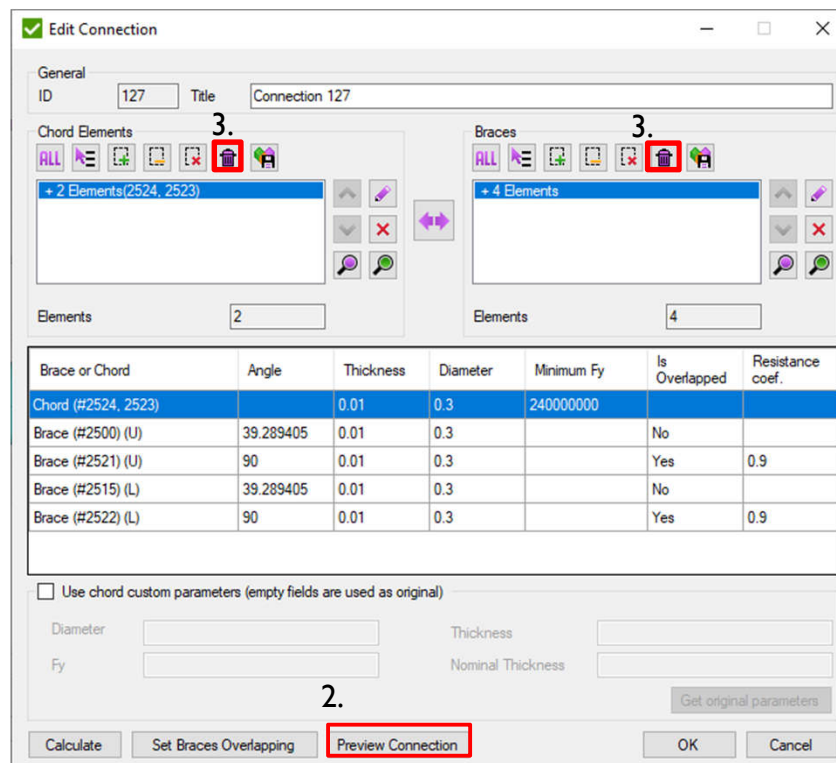 Edit Connection
General
ID 127 Title Connection 127
3. 3.
Chord Elements Braces
ALL ALL
+ 2 Elements(2524, 2523) + 4 Elements
Elements 2 Elements 4
Brace or Chord Angle Thickness Diameter Minimum Fy Is Overlapped Resistance coef.
Chord (#2524, 2523) 0.01 0.3 240000000
Brace (#2500) (U) 39.289405 0.01 0.3 No
Brace (#2521) (U) 90 0.01 0.3 Yes 0.9
Brace (#2515) (L) 39.289405 0.01 0.3 No
Brace (#2522) (L) 90 0.01 0.3 Yes 0.9
Use chord custom parameters (empty fields are used as original)
Diameter Thickness
Fy Nominal Thickness
2. Get original parameters
Calculate Set Braces Overlapping Preview Connection OK Cancel